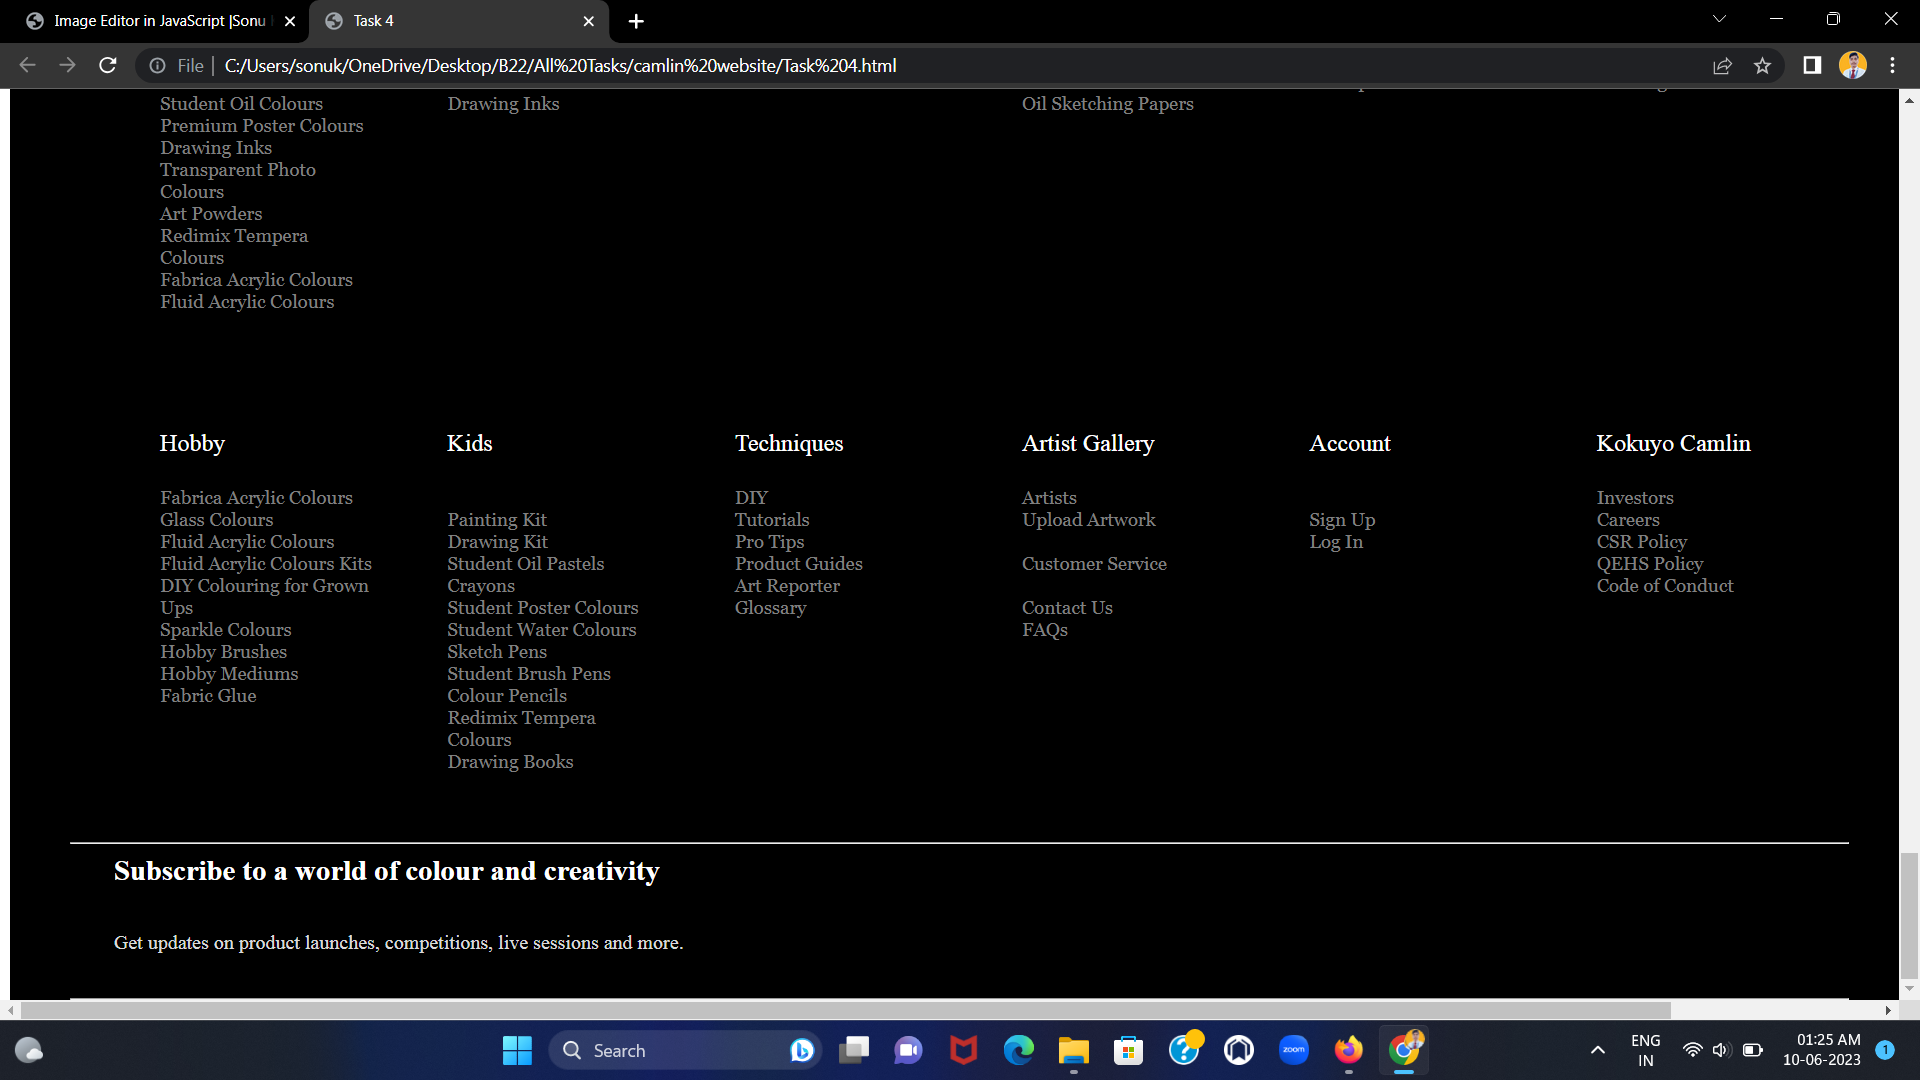 Image Editor in JavaScript |Sonu
Task 4
File
C:/Users/sonuk/OneDrive/Desktop/B22/All%20Tasks/camlin%20website/Task%204.html
Student Oil Colours
Premium Poster Colours
Drawing Inks
Transparent Photo
Colours
Art Powders
Redimix Tempera
Colours
Fabrica Acrylic Colours
Fluid Acrylic Colours
Drawing Inks
Oil Sketching Papers
Hobby
Fabrica Acrylic Colours
Glass Colours
Fluid Acrylic Colours
Fluid Acrylic Colours Kits
DIY Colouring for Grown
Ups
Sparkle Colours
Hobby Brushes
Hobby Mediums
Fabric Glue
Kids
Painting Kit
Drawing Kit
Student Oil Pastels
Crayons
Student Poster Colours
Student Water Colours
Sketch Pens
Student Brush Pens
Colour Pencils
Redimix Tempera
Colours
Drawing Books
Techniques
DIY
Tutorials
Pro Tips
Product Guides
Art Reporter
Glossary
Artist Gallery
Artists
Upload Artwork
Customer Service
Contact Us
FAQs
Account
Sign Up
Log In
Kokuyo Camlin
Investors
Careers
CSR Policy
QEHS Policy
Code of Conduct
Subscribe to a world of colour and creativity
Get updates on product launches, competitions, live sessions and more.
Search
zoom
ENG
IN
01:25 AM
10-06-2023
1